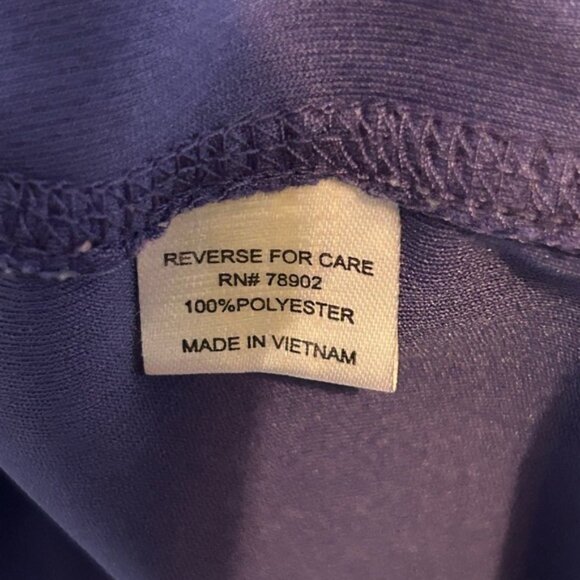 REVERSE FOR CARE
RN# 78902
100%POLYESTER
MADE IN VIETNAM